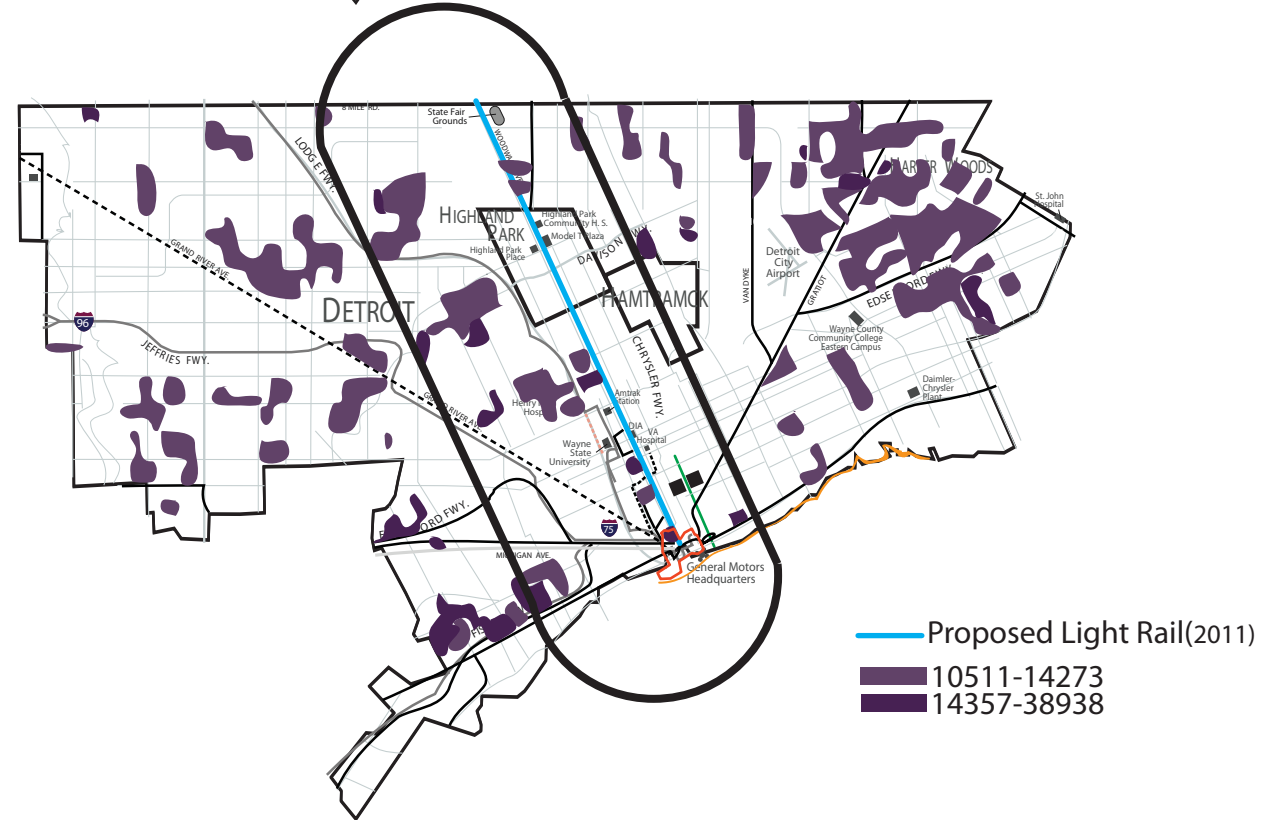 8 MILE RD.
State Fair
Grounds
LODGE FWY.
HARPER WOODS
St. John
Hospital
HIGHLAND
PARK
Highland Park
Community H. S.
Model T Plaza
Highland Park
Place
DAVISON FWY.
GRAND RIVER AVE.
Detroit
City
Airport
VAN DYKE
GRATIOT
EDSEL FORD FWY.
DETROIT
HAMTRAMCK
96
JEFFRIES FWY.
CHRYSLER FWY.
Wayne County
Community College
Eastern Campus
Daimler-
Chrysler
Plant
GRAND RIVER AVE.
Amtrak
Station
DIA
VA
Hospital
Wayne
State
University
75
MICHIGAN AVE.
General Motors
Headquarters
Proposed Light Rail(2011)
10511-14273
14357-38938